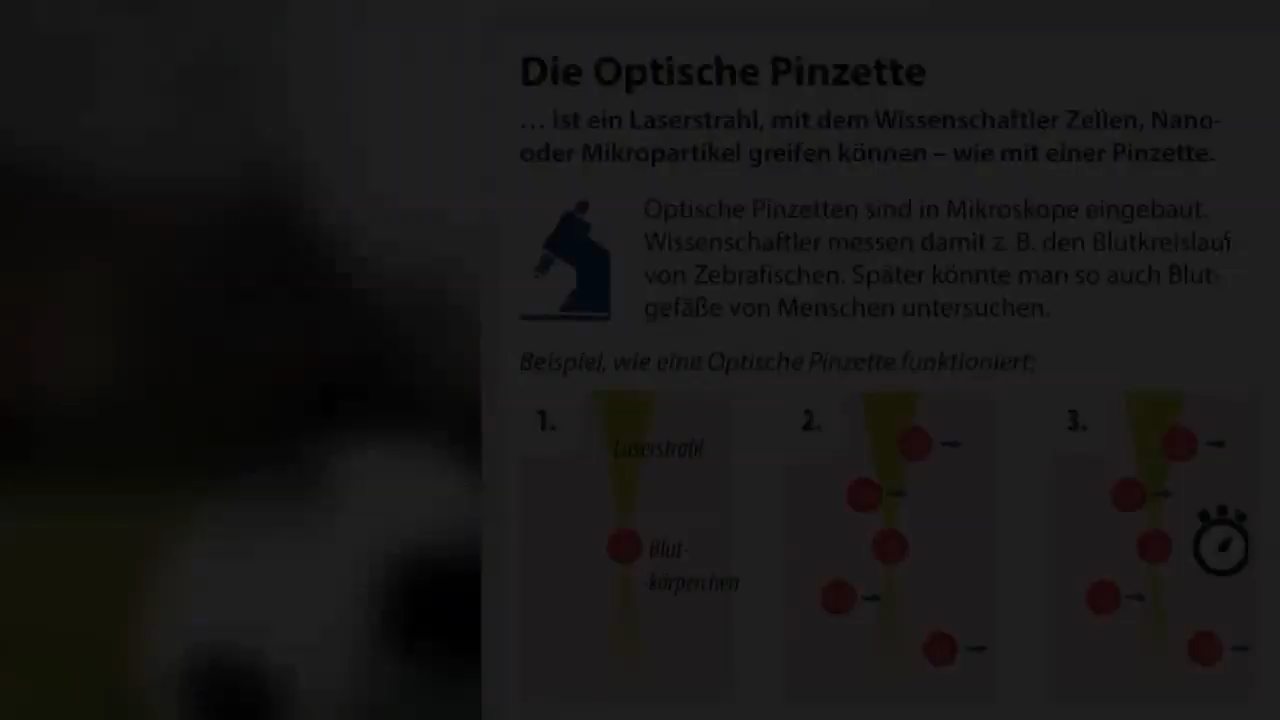 Die Optische Pinzette
… ist ein Laserstrahl, mit dem Wissenschaftler Zellen, Nano-
oder Mikropartikel greifen können – wie mit einer Pinzette.
Optische Pinzetten sind in Mikroskope eingebaut.
Wissenschaftler messen damit z. B. den Blutkreislauf
von Zebrafischen. Später könnte man so auch Blut-
gefäße von Menschen untersuchen.
Beispiel, wie eine Optische Pinzette funktioniert:
1.
2.
3.
Laserstrahl
Blut-
-körperchen